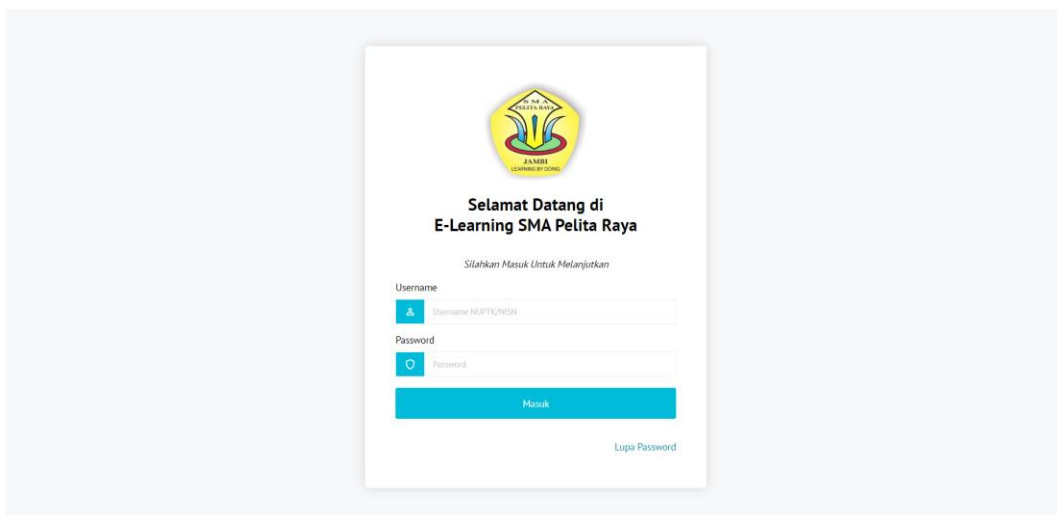 SMA
PELITA RAYA
JAMBI
LEARNING BY DOING
Selamat Datang di
E-Learning SMA Pelita Raya
Silahkan Masuk Untuk Melanjutkan
Username
Username NUPTK/NISN
Password
Password
Masuk
Lupa Password